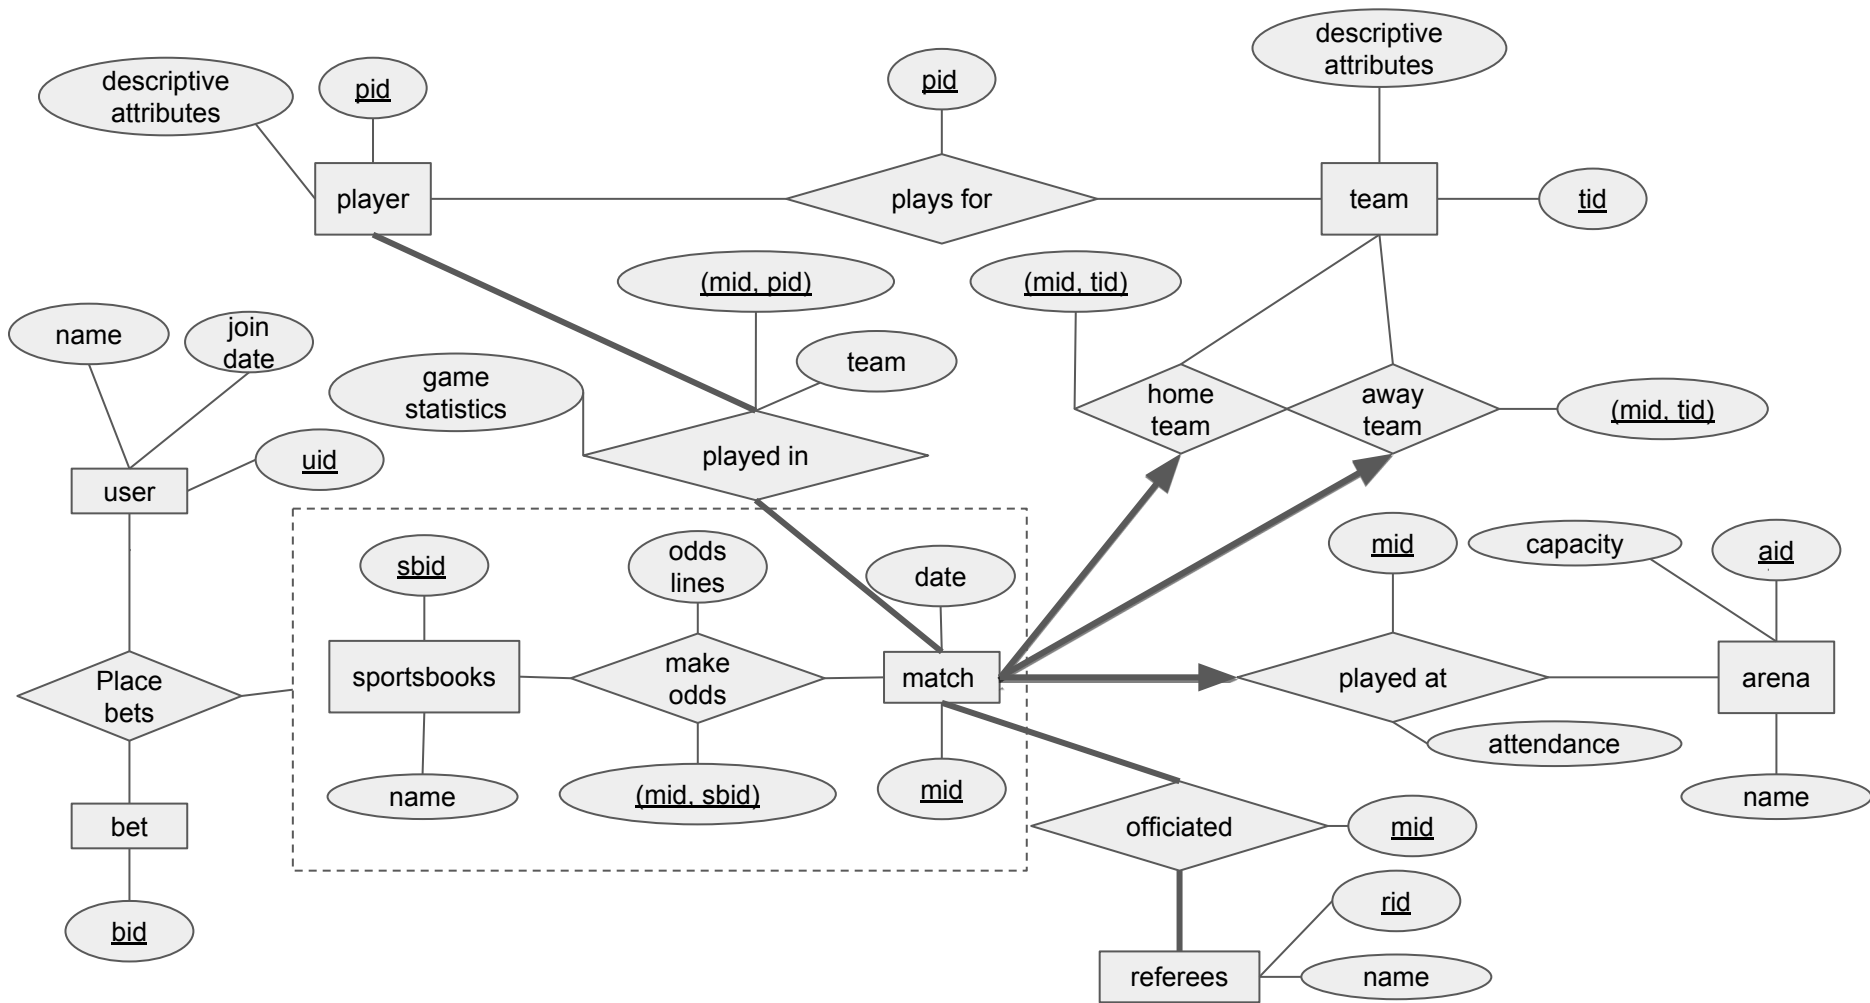 descriptive
attributes
pid
pid
descriptive
attributes
player
plays for
team
tid
(mid, pid)
(mid, tid)
name
join
date
game
statistics
team
home
team
away
team
(mid, tid)
uid
user
played in
sbid
odds
lines
date
mid
capacity
aid
Place
bets
sportsbooks
make
odds
match
played at
arena
attendance
name
(mid, sbid)
mid
name
bet
officiated
mid
bid
rid
referees
name